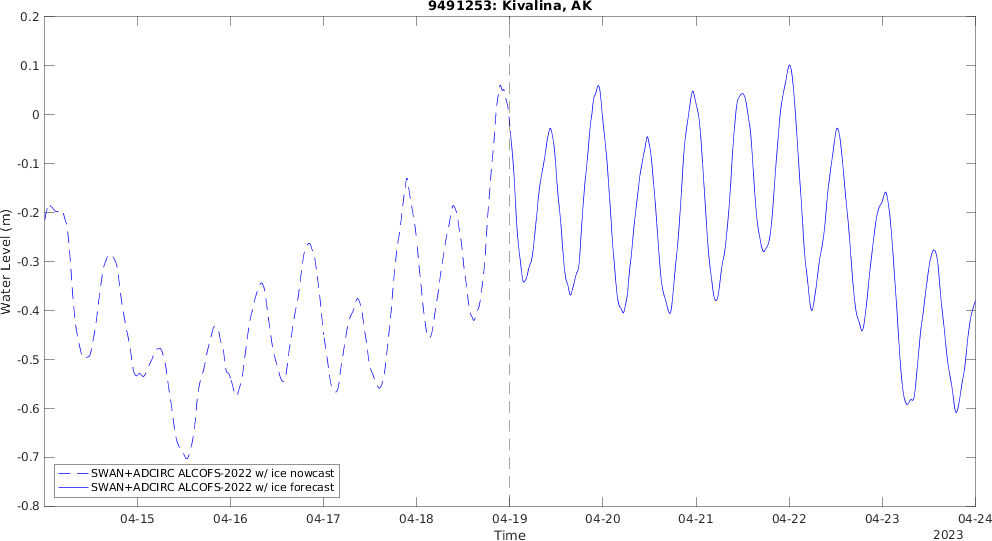 9491253: Kivalina, AK
0.2
0.1
0
-0.1
-0.2
-0.3
-0.4
-0.5
-0.6
-0.7
-0.8
Water Level (m)
SWAN+ADCIRC ALCOFS-2022 w/ ice nowcast
SWAN+ADCIRC ALCOFS-2022 w/ ice forecast
04-15 04-16 04-17 04-18 04-19 04-20 04-21 04-22 04-23 04-24
Time
2023